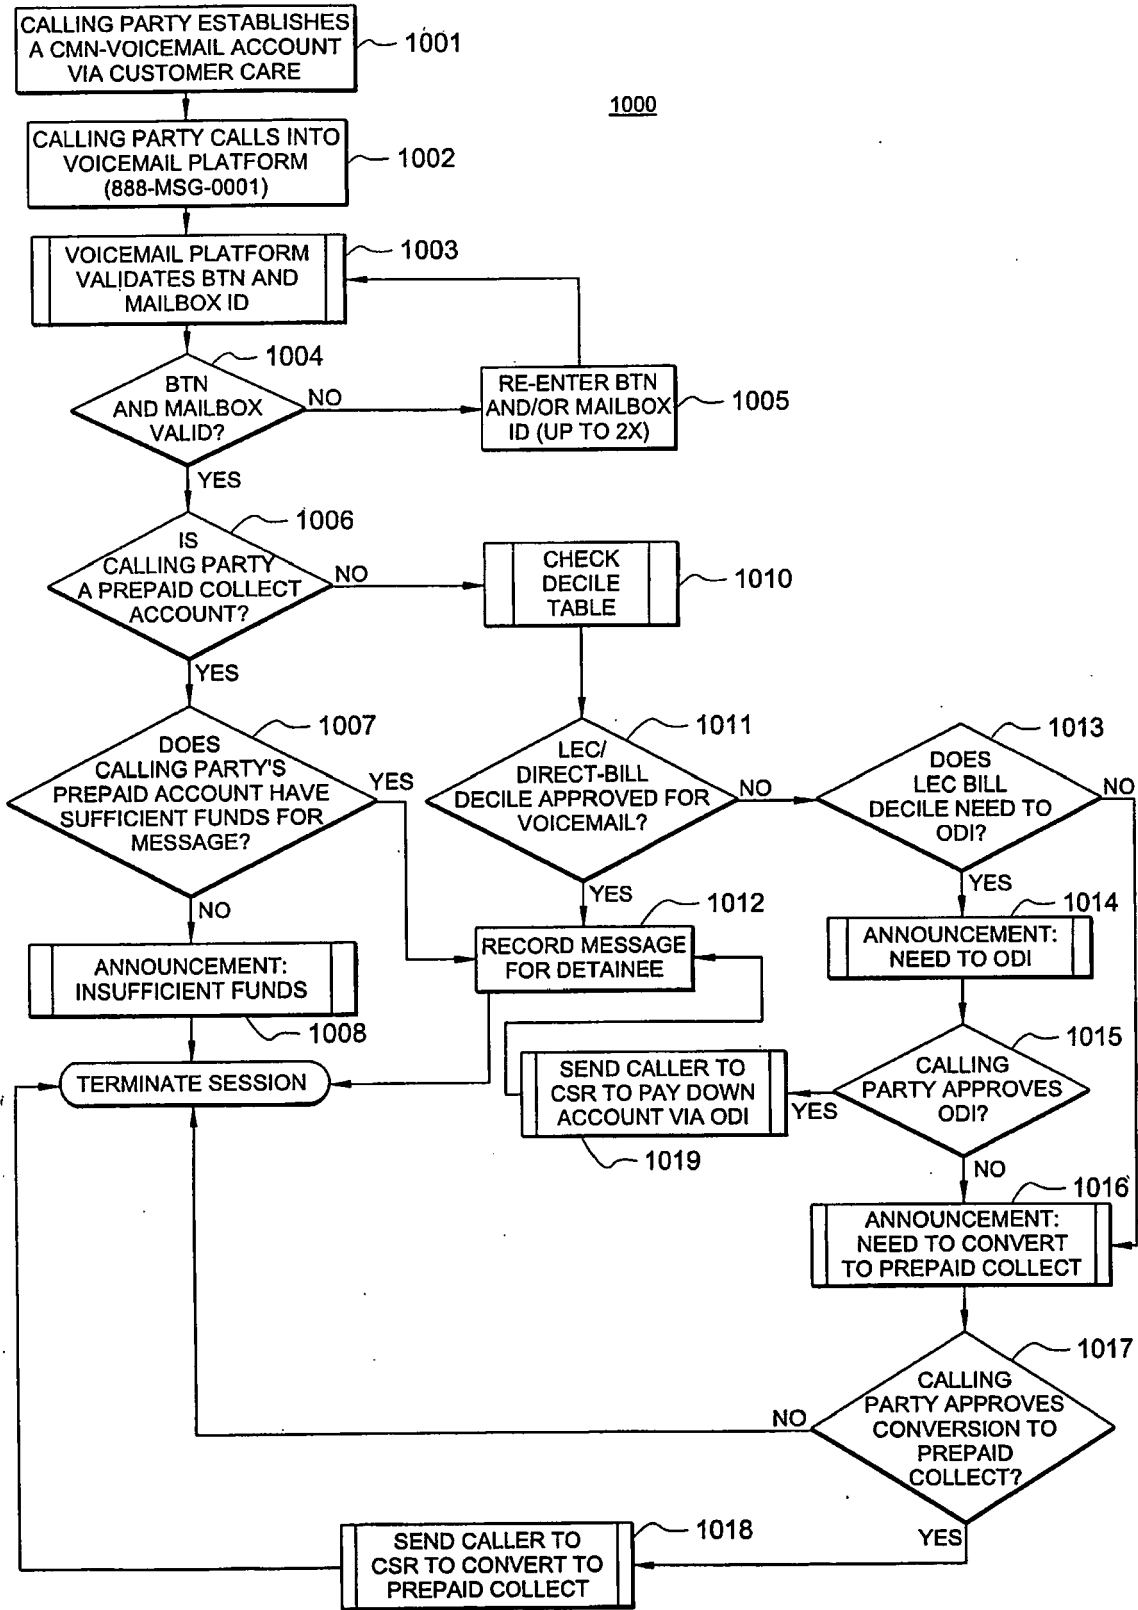 CALLING PARTY ESTABLISHES
A CMN-VOICEMAIL ACCOUNT
VIA CUSTOMER CARE
1001
1000
CALLING PARTY CALLS INTO
VOICEMAIL PLATFORM
(888-MSG-0001)
1002
VOICEMAIL PLATFORM
VALIDATES BTN AND
MAILBOX ID
1003
1004
BTN
AND MAILBOX
VALID?
NO
YES
RE-ENTER BTN
AND/OR MAILBOX
ID (UP TO 2X)
1005
1006
IS
CALLING PARTY
A PREPAID COLLECT
ACCOUNT?
NO
YES
CHECK
DECILE
TABLE
1010
1007
DOES
CALLING PARTY'S
PREPAID ACCOUNT HAVE
SUFFICIENT FUNDS FOR
MESSAGE?
YES
NO
1011
LEC/
DIRECT-BILL
DECILE APPROVED FOR
VOICEMAIL?
NO
YES
1013
DOES
LEC BILL
DECILE NEED TO
ODI?
NO
YES
1012
RECORD MESSAGE
FOR DETAINEE
1014
ANNOUNCEMENT:
NEED TO ODI
ANNOUNCEMENT:
INSUFFICIENT FUNDS
1008
TERMINATE SESSION
1015
CALLING
PARTY APPROVES
ODI?
YES
NO
SEND CALLER TO
CSR TO PAY DOWN
ACCOUNT VIA ODI
1019
1016
ANNOUNCEMENT:
NEED TO CONVERT
TO PREPAID COLLECT
1017
CALLING
PARTY APPROVES
CONVERSION TO
PREPAID
COLLECT?
NO
YES
SEND CALLER TO
CSR TO CONVERT TO
PREPAID COLLECT
1018